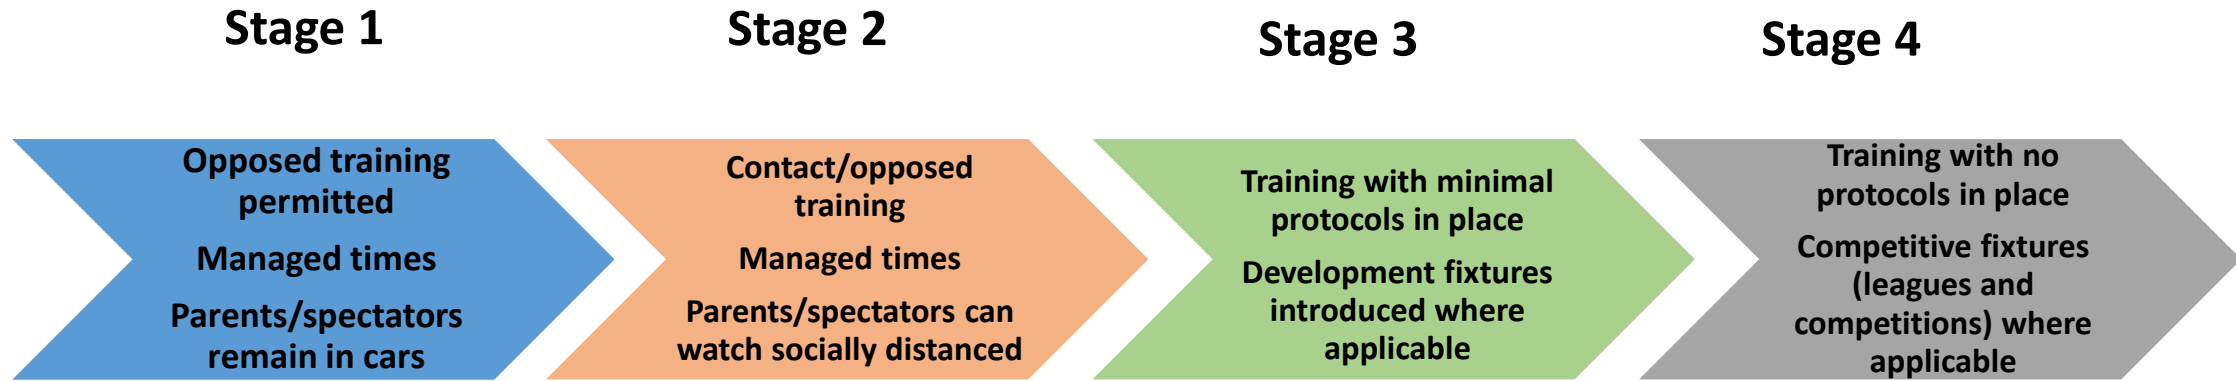 Stage 1
Opposed training
permitted
Managed times
Parents/spectators
remain in cars
Stage 2
Contact/opposed
training
Managed times
Parents/spectators can
watch socially distanced
Stage 3
Training with minimal
protocols in place
Development fixtures
introduced where
applicable
Stage 4
Training with no
protocols in place
Competitive fixtures
(leagues and
competitions) where
applicable